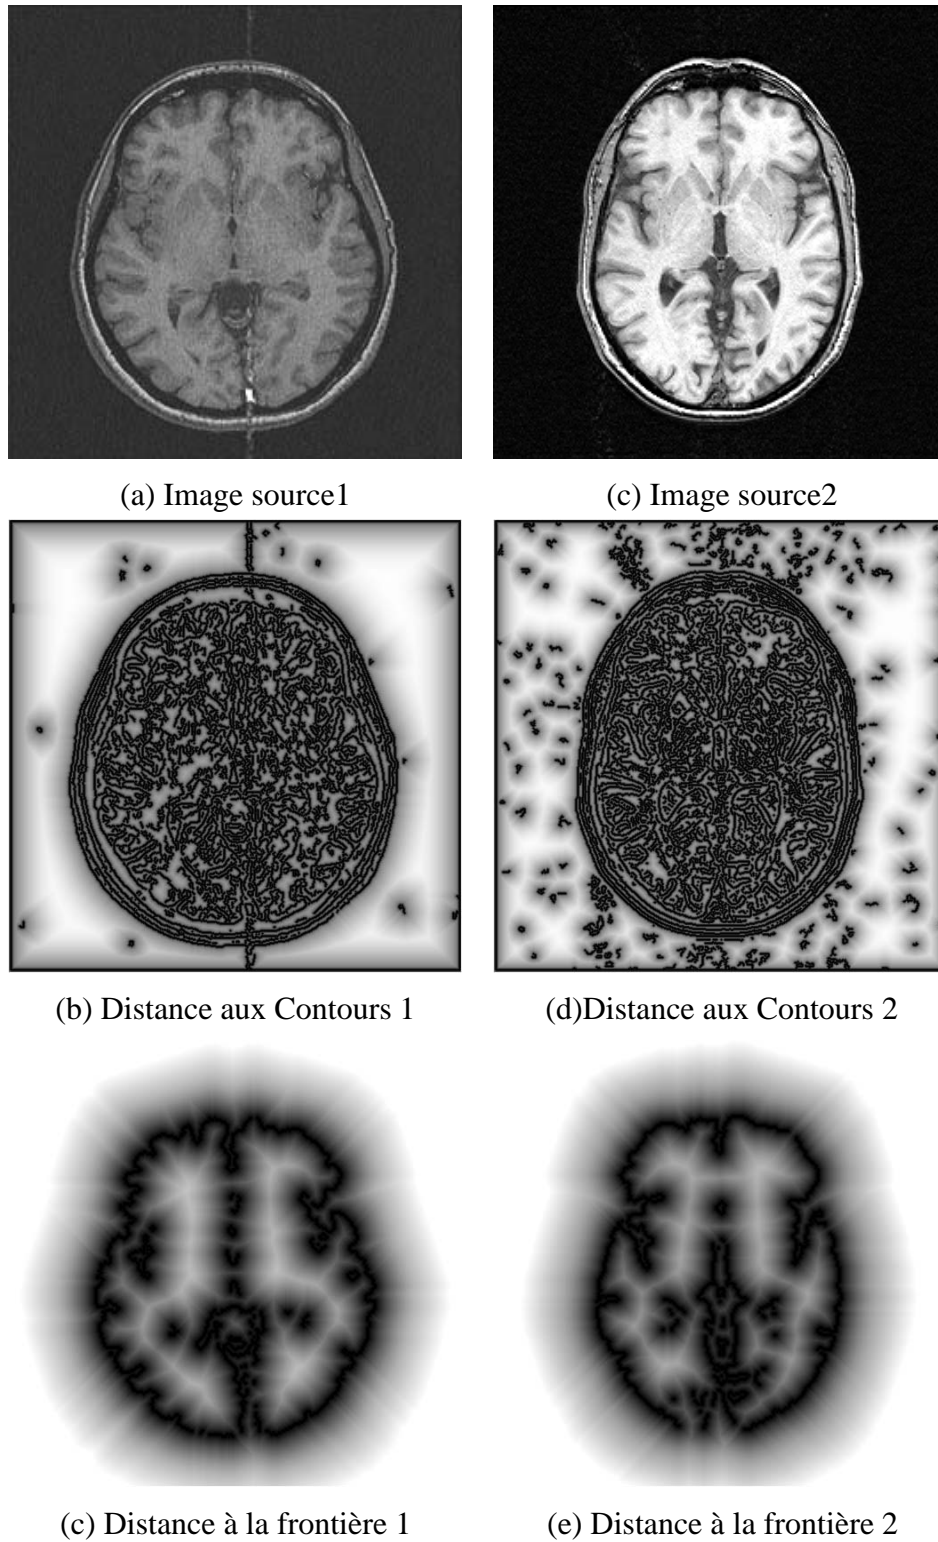 (a) Image source1
(c) Image source2
(b) Distance aux Contours 1
(d)Distance aux Contours 2
(c) Distance à la frontière 1
(e) Distance à la frontière 2